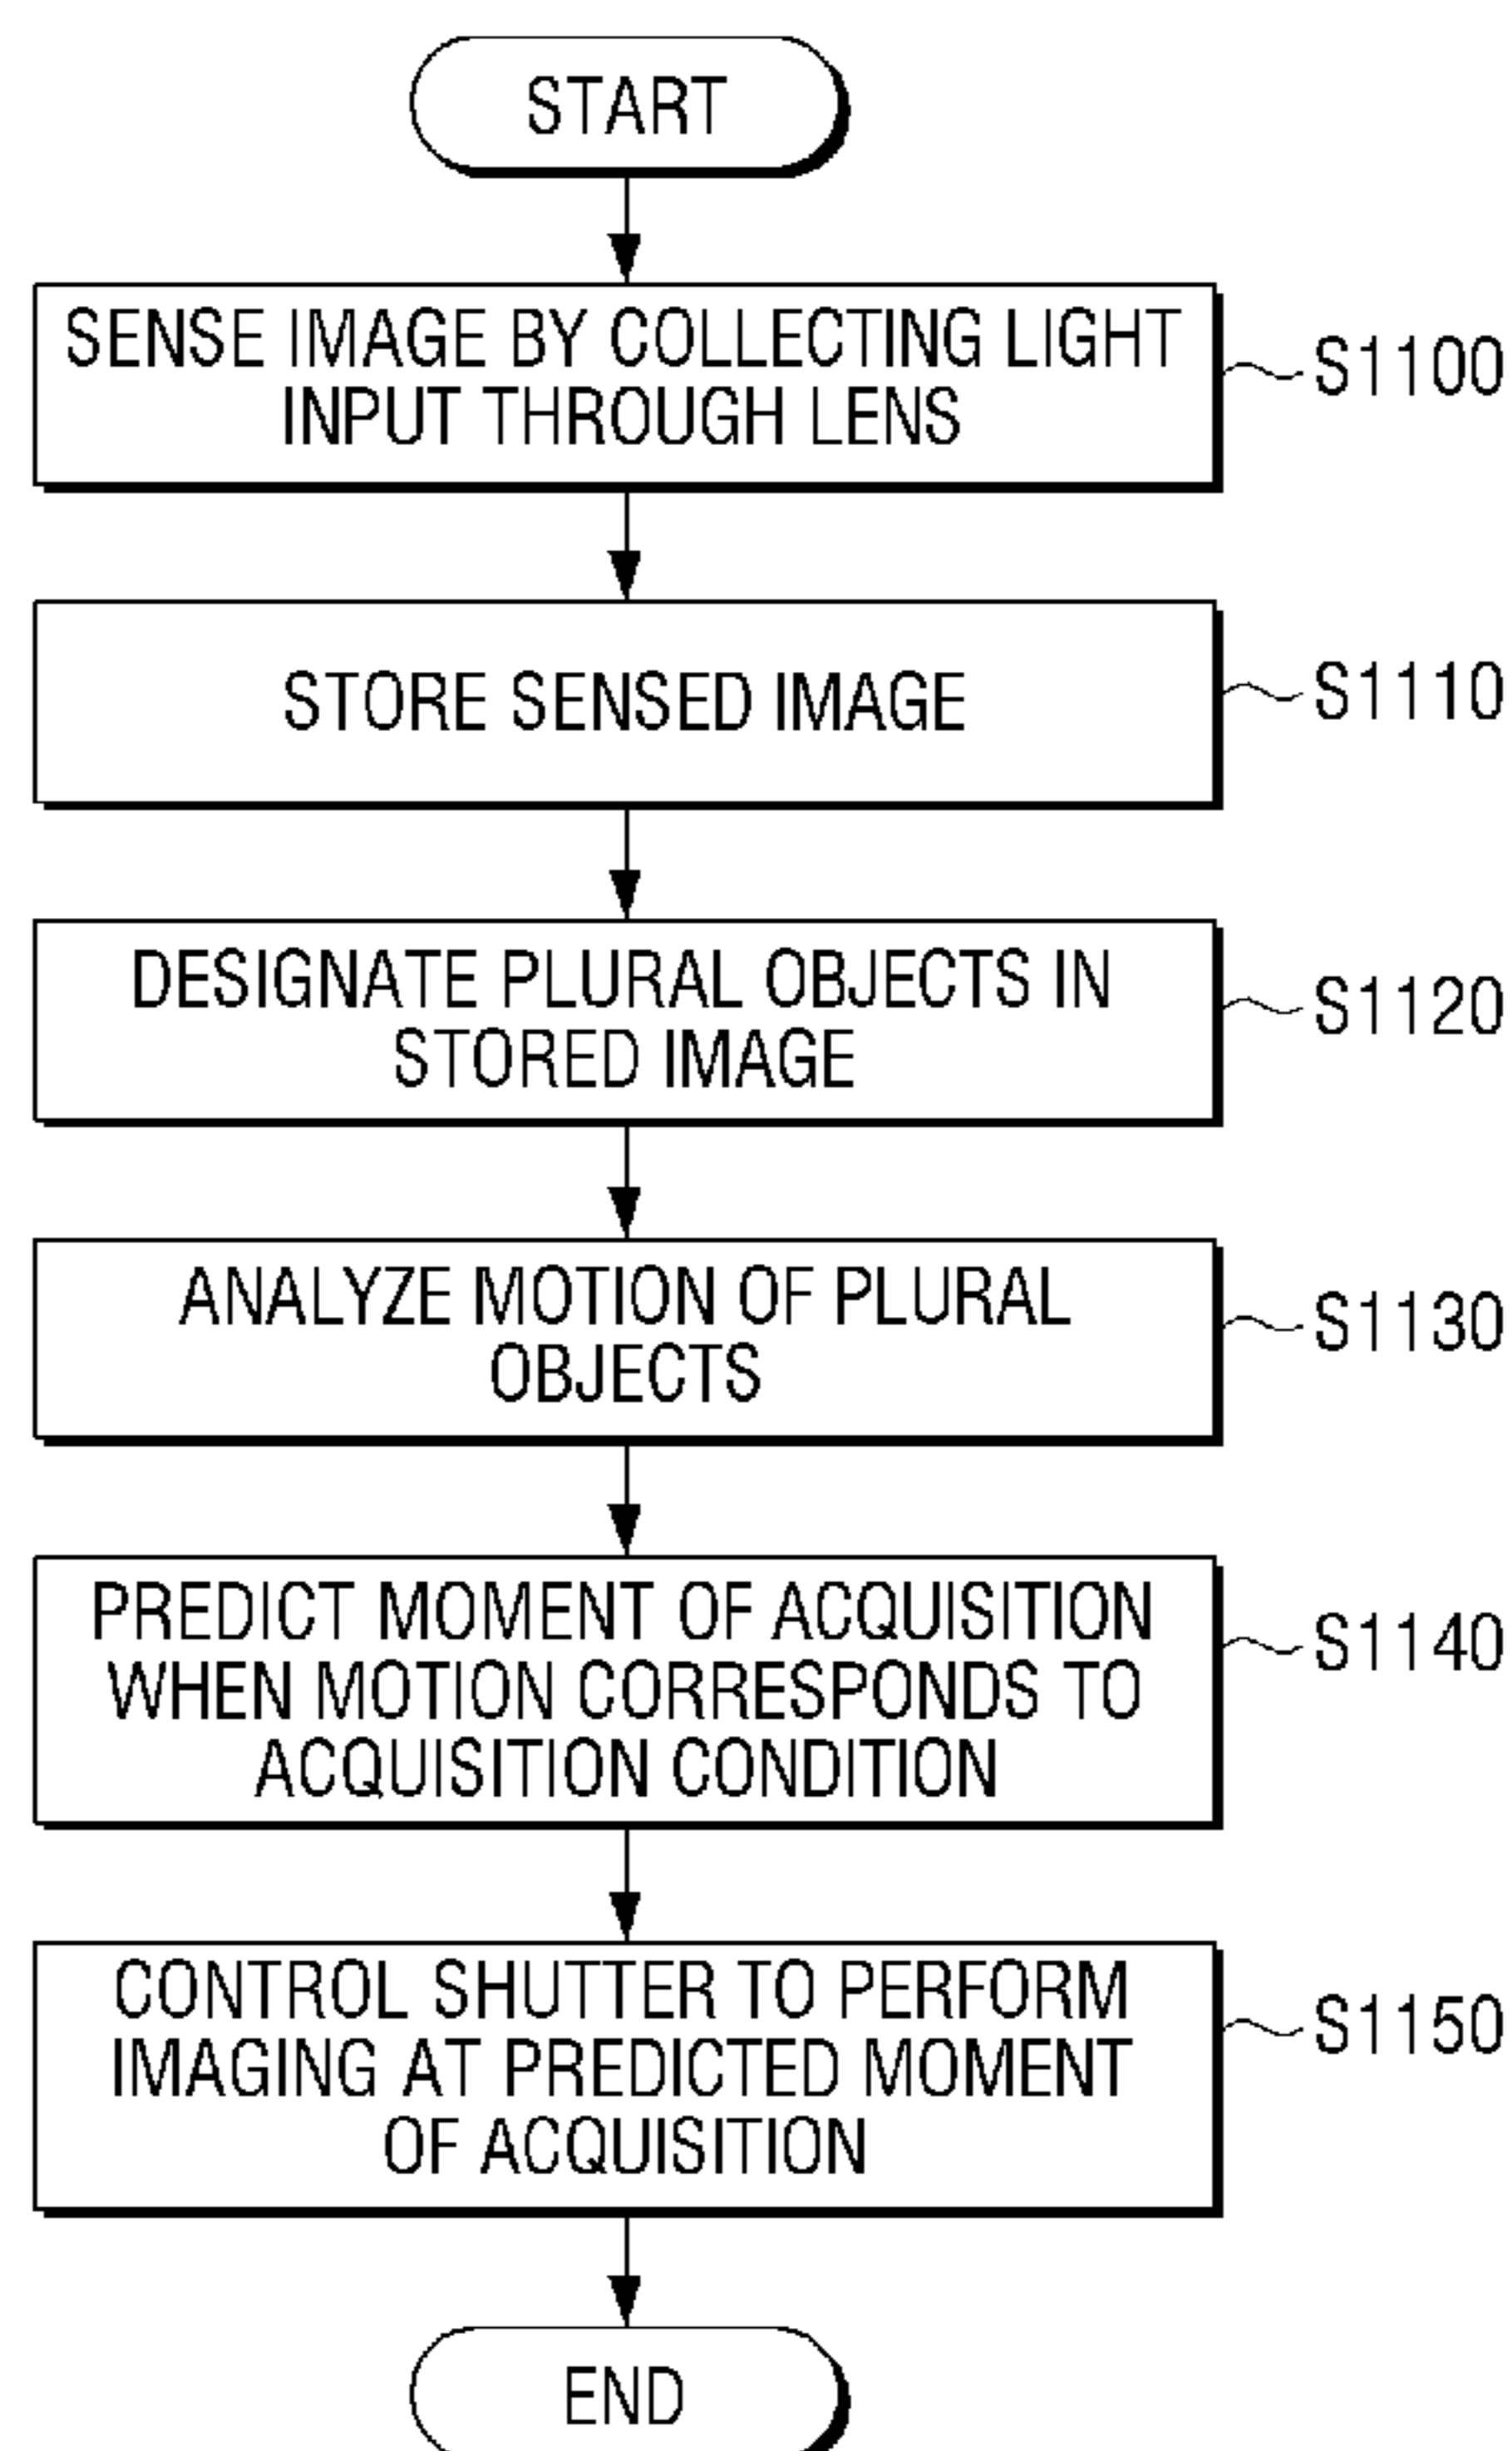 START
SENSE IMAGE BY COLLECTING LIGHT
INPUT THROUGH LENS
S1100
STORE SENSED IMAGE
S1110
DESIGNATE PLURAL OBJECTS IN
STORED IMAGE
S1120
ANALYZE MOTION OF PLURAL
OBJECTS
S1130
PREDICT MOMENT OF ACQUISITION
WHEN MOTION CORRESPONDS TO
ACQUISITION CONDITION
S1140
CONTROL SHUTTER TO PERFORM
IMAGING AT PREDICTED MOMENT
OF ACQUISITION
S1150
END